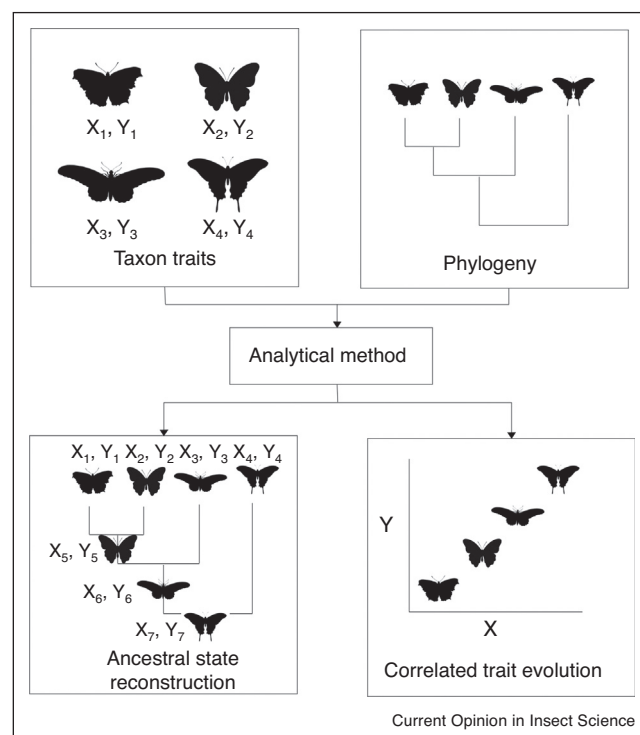 X₁, Y₁
X₂, Y₂
X₃, Y₃
X₄, Y₄
Taxon traits
Phylogeny
Analytical method
X₁, Y₁ X₂, Y₂ X₃, Y₃ X₄, Y₄
X₅, Y₅
X₆, Y₆
X₇, Y₇
Ancestral state
reconstruction
Y
X
Correlated trait evolution
Current Opinion in Insect Science